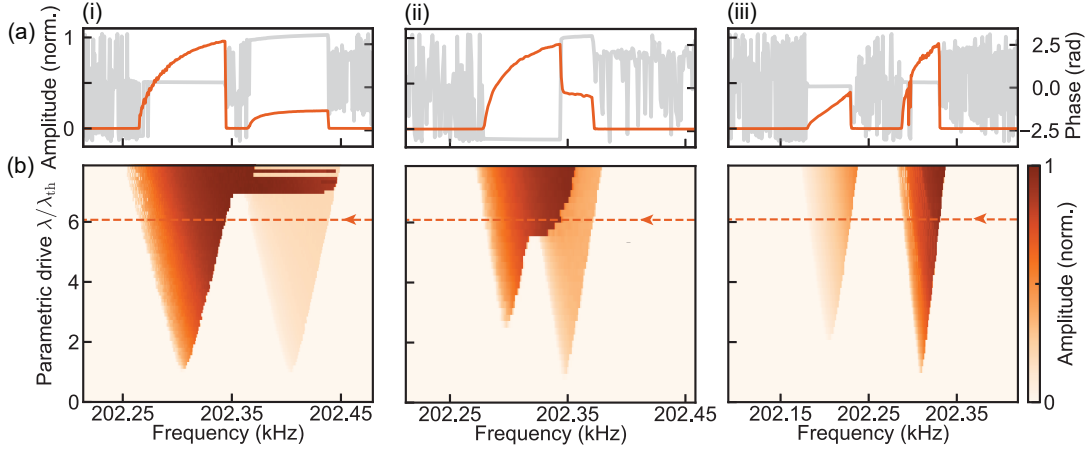 (i) (ii) (iii)
(a)
Amplitude (norm.)
1
0
2.5
0.0
−2.5
Phase (rad)
(b)
Parametric drive λ/λth
6
4
2
0
202.25 202.35 202.45
Frequency (kHz)
202.25 202.35 202.45
Frequency (kHz)
202.15 202.25 202.35
Frequency (kHz)
1
0
Amplitude (norm.)